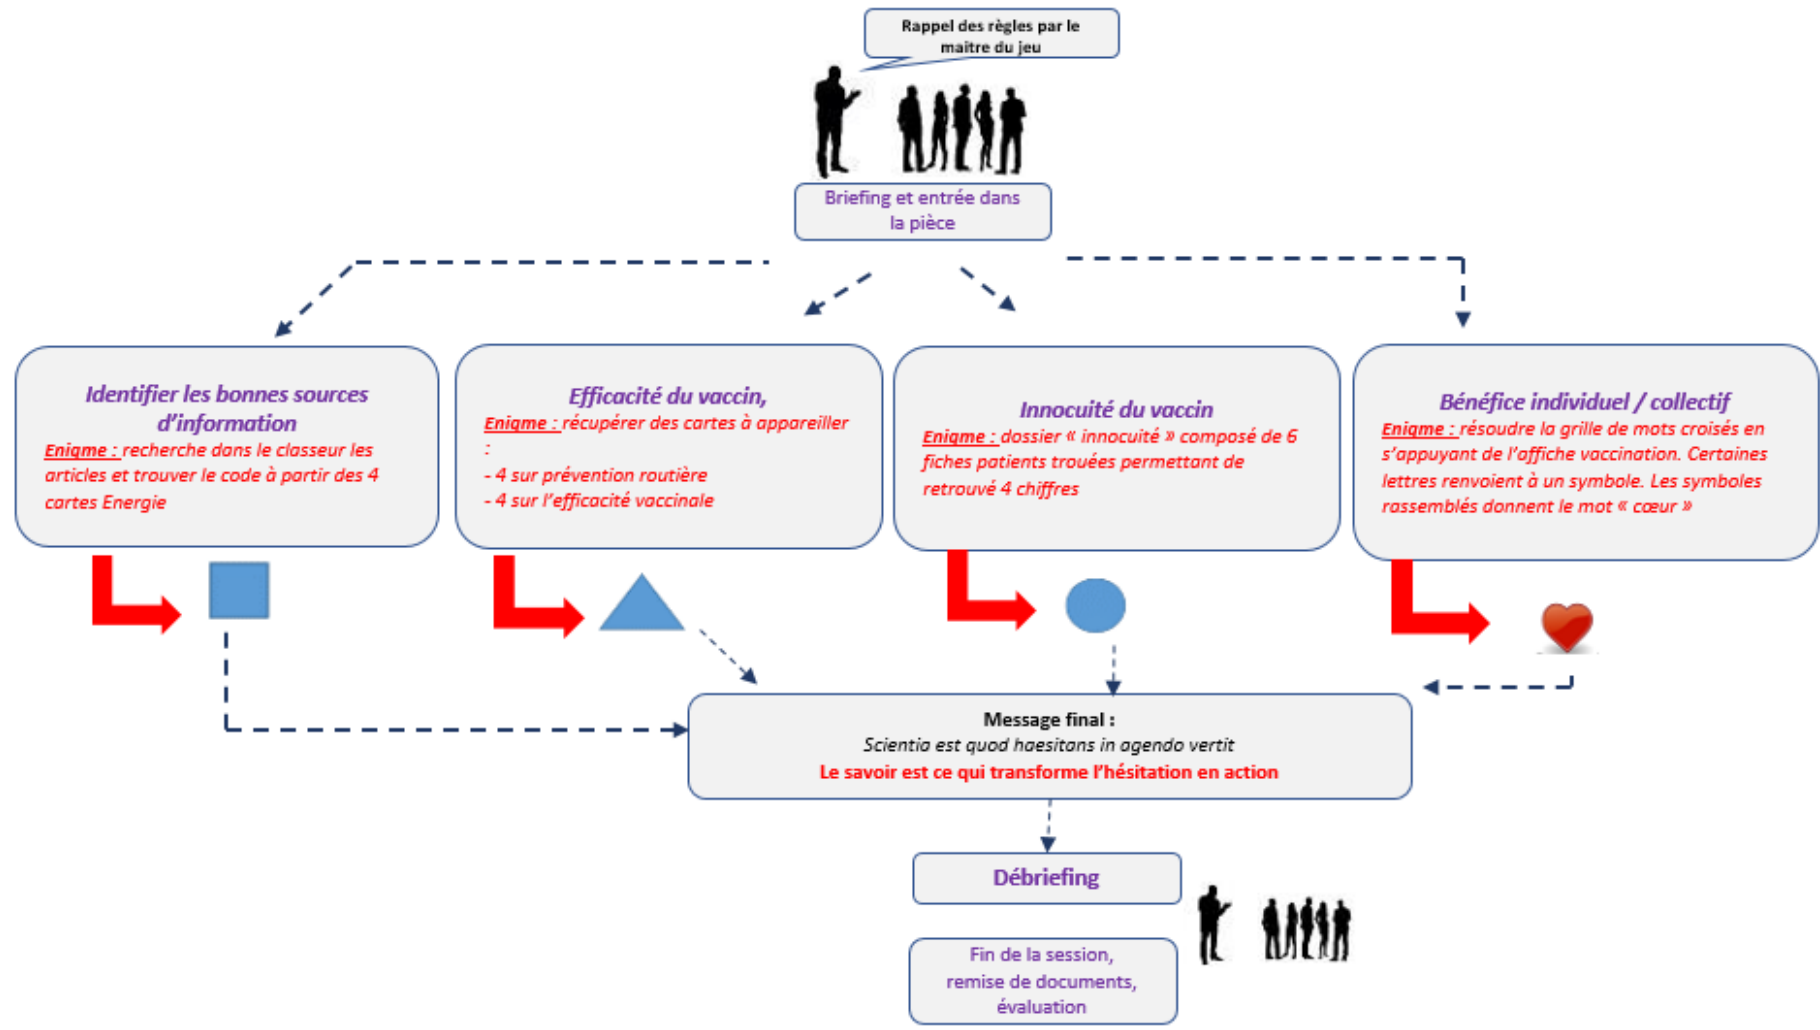 Rappel des règles par le
maitre du jeu
Briefing et entrée dans
la pièce
Identifier les bonnes sources
d'information
Enigme : recherche dans le classeur les
articles et trouver le code à partir des 4
cartes Energie
Efficacité du vaccin,
Enigme : récupérer des cartes à appareiller
:
- 4 sur prévention routière
- 4 sur l'efficacité vaccinale
Innocuité du vaccin
Enigme : dossier « innocuité » composé de 6
fiches patients trouées permettant de
retrouvé 4 chiffres
Bénéfice individuel / collectif
Enigme : résoudre la grille de mots croisés en
s'appuyant de l'affiche vaccination. Certaines
lettres renvoient à un symbole. Les symboles
rassemblés donnent le mot « cœur »
Message final :
Scientia est quod haesitans in agendo vertit
Le savoir est ce qui transforme l'hésitation en action
Débriefing
Fin de la session,
remise de documents,
évaluation